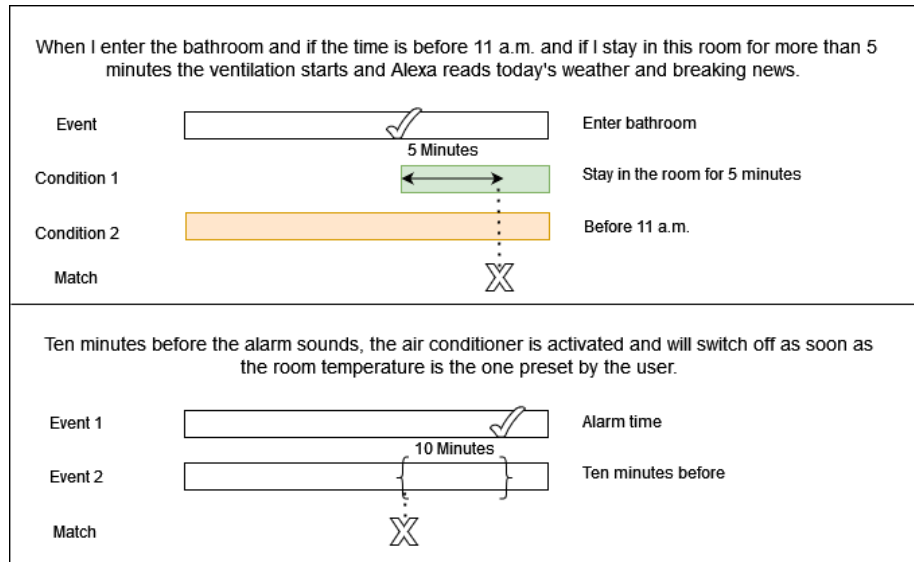 When I enter the bathroom and if the time is before 11 a.m. and if I stay in this room for more than 5
minutes the ventilation starts and Alexa reads today's weather and breaking news.
Event
Enter bathroom
5 Minutes
Condition 1
Stay in the room for 5 minutes
Condition 2
Before 11 a.m.
Match
X
Ten minutes before the alarm sounds, the air conditioner is activated and will switch off as soon as
the room temperature is the one preset by the user.
Event 1
Alarm time
10 Minutes
Event 2
Ten minutes before
Match
X